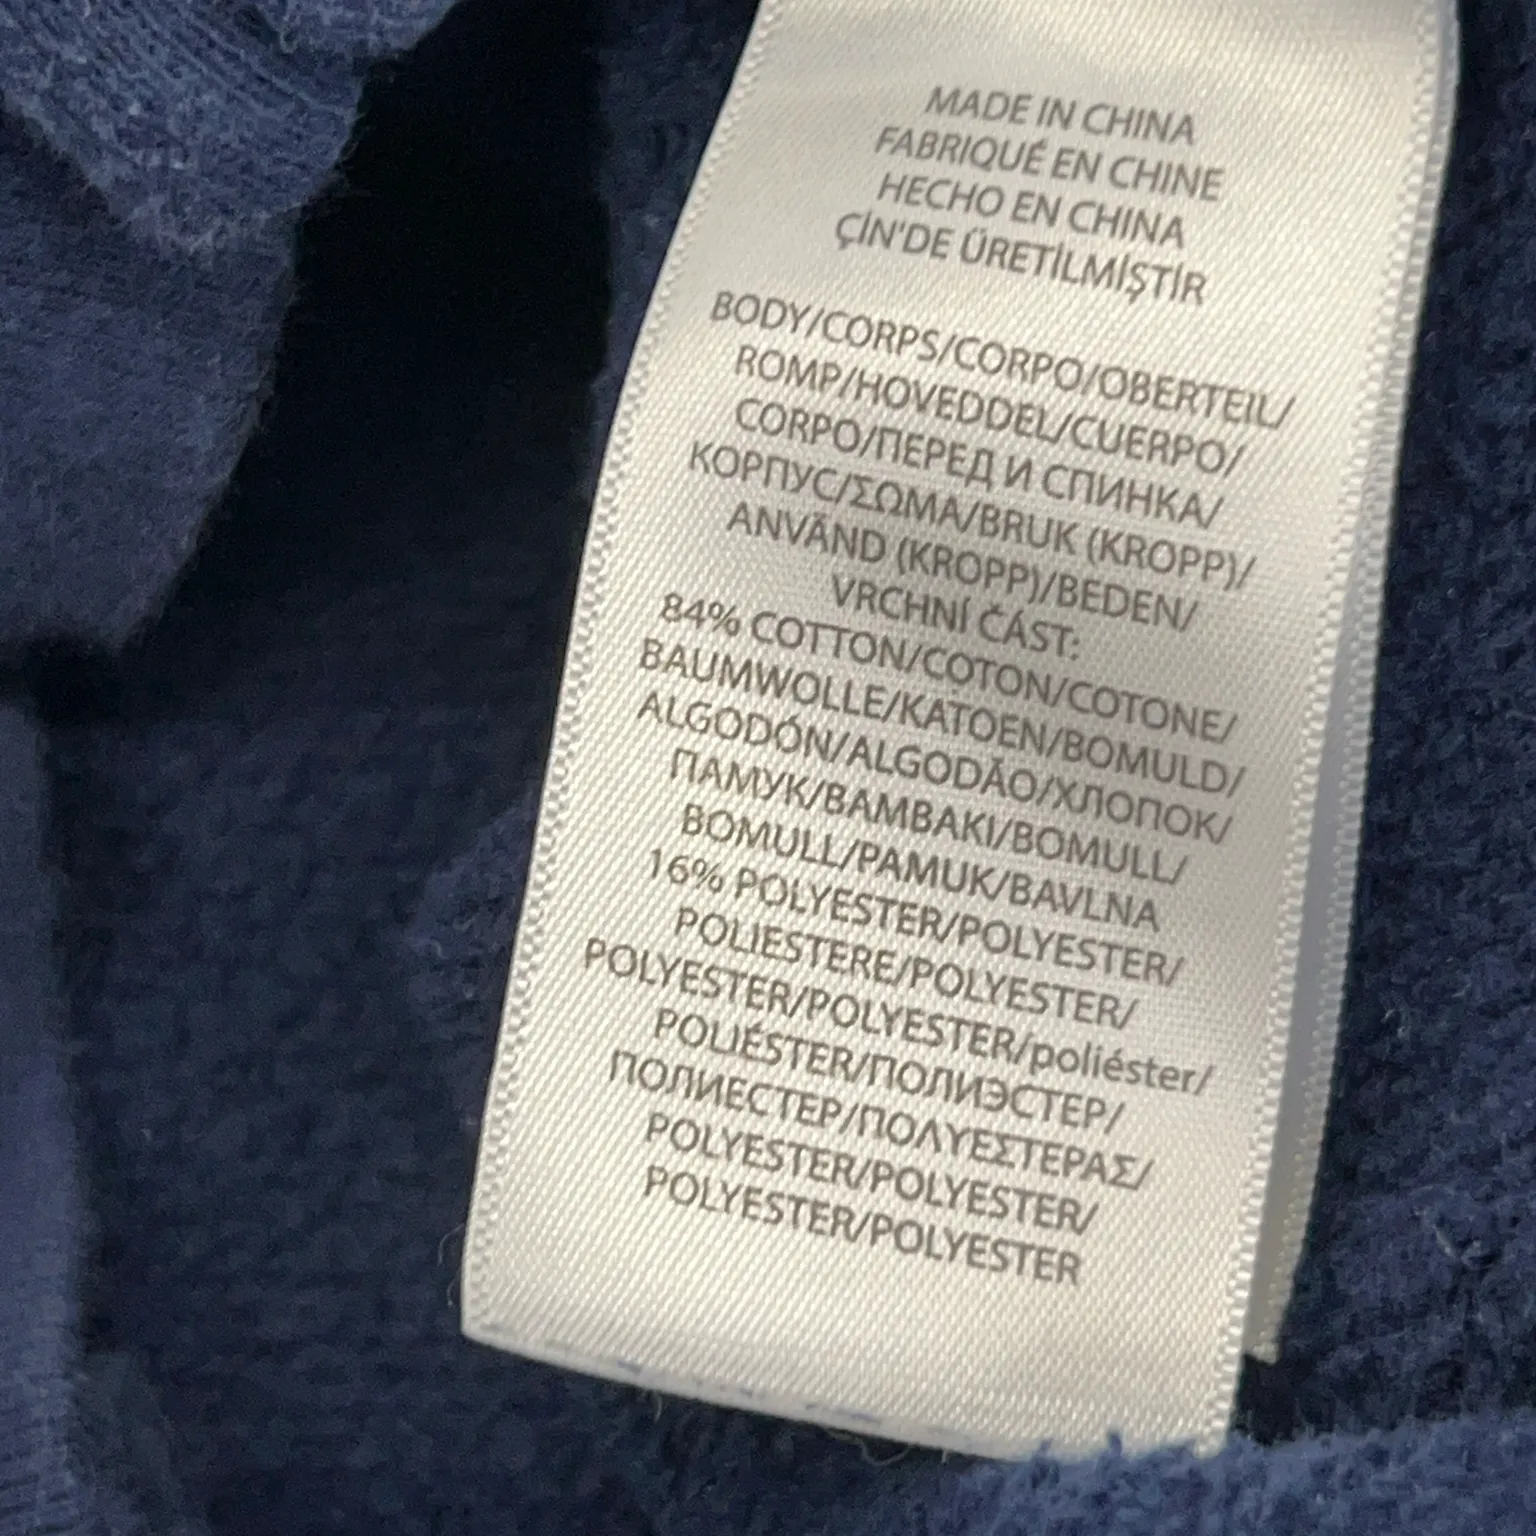 MADE IN CHINA
FABRIQUÉ EN CHINE
HECHO EN CHINA
ÇİN'DE ÜRETİLMİŞTİR
BODY/CORPS/CORPO/OBERTEIL/
ROMP/HOVEDDEL/CUERPO/
CORPO/ПЕРЕД И СПИНКА/
КОРПУС/ΣΩΜΑ/BRUK (KROPP)/
ANVÄND (KROPP)/BEDEN/
VRCHNÍ ČÁST:
84% COTTON/COTON/COTONE/
BAUMWOLLE/KATOEN/BOMULD/
ALGODÓN/ALGODÃO/ХЛОПОК/
ПАМУК/BAMBAKI/BOMULL/
BOMULL/PAMUK/BAVLNA
16% POLYESTER/POLYESTER/
POLIESTERE/POLYESTER/
POLYESTER/POLYESTER/poliéster/
POLIÉSTER/ПОЛИЭСТЕР/
ПОЛИЕСТЕР/ΠΟΛΥΕΣΤΕΡΑΣ/
POLYESTER/POLYESTER/
POLYESTER/POLYESTER